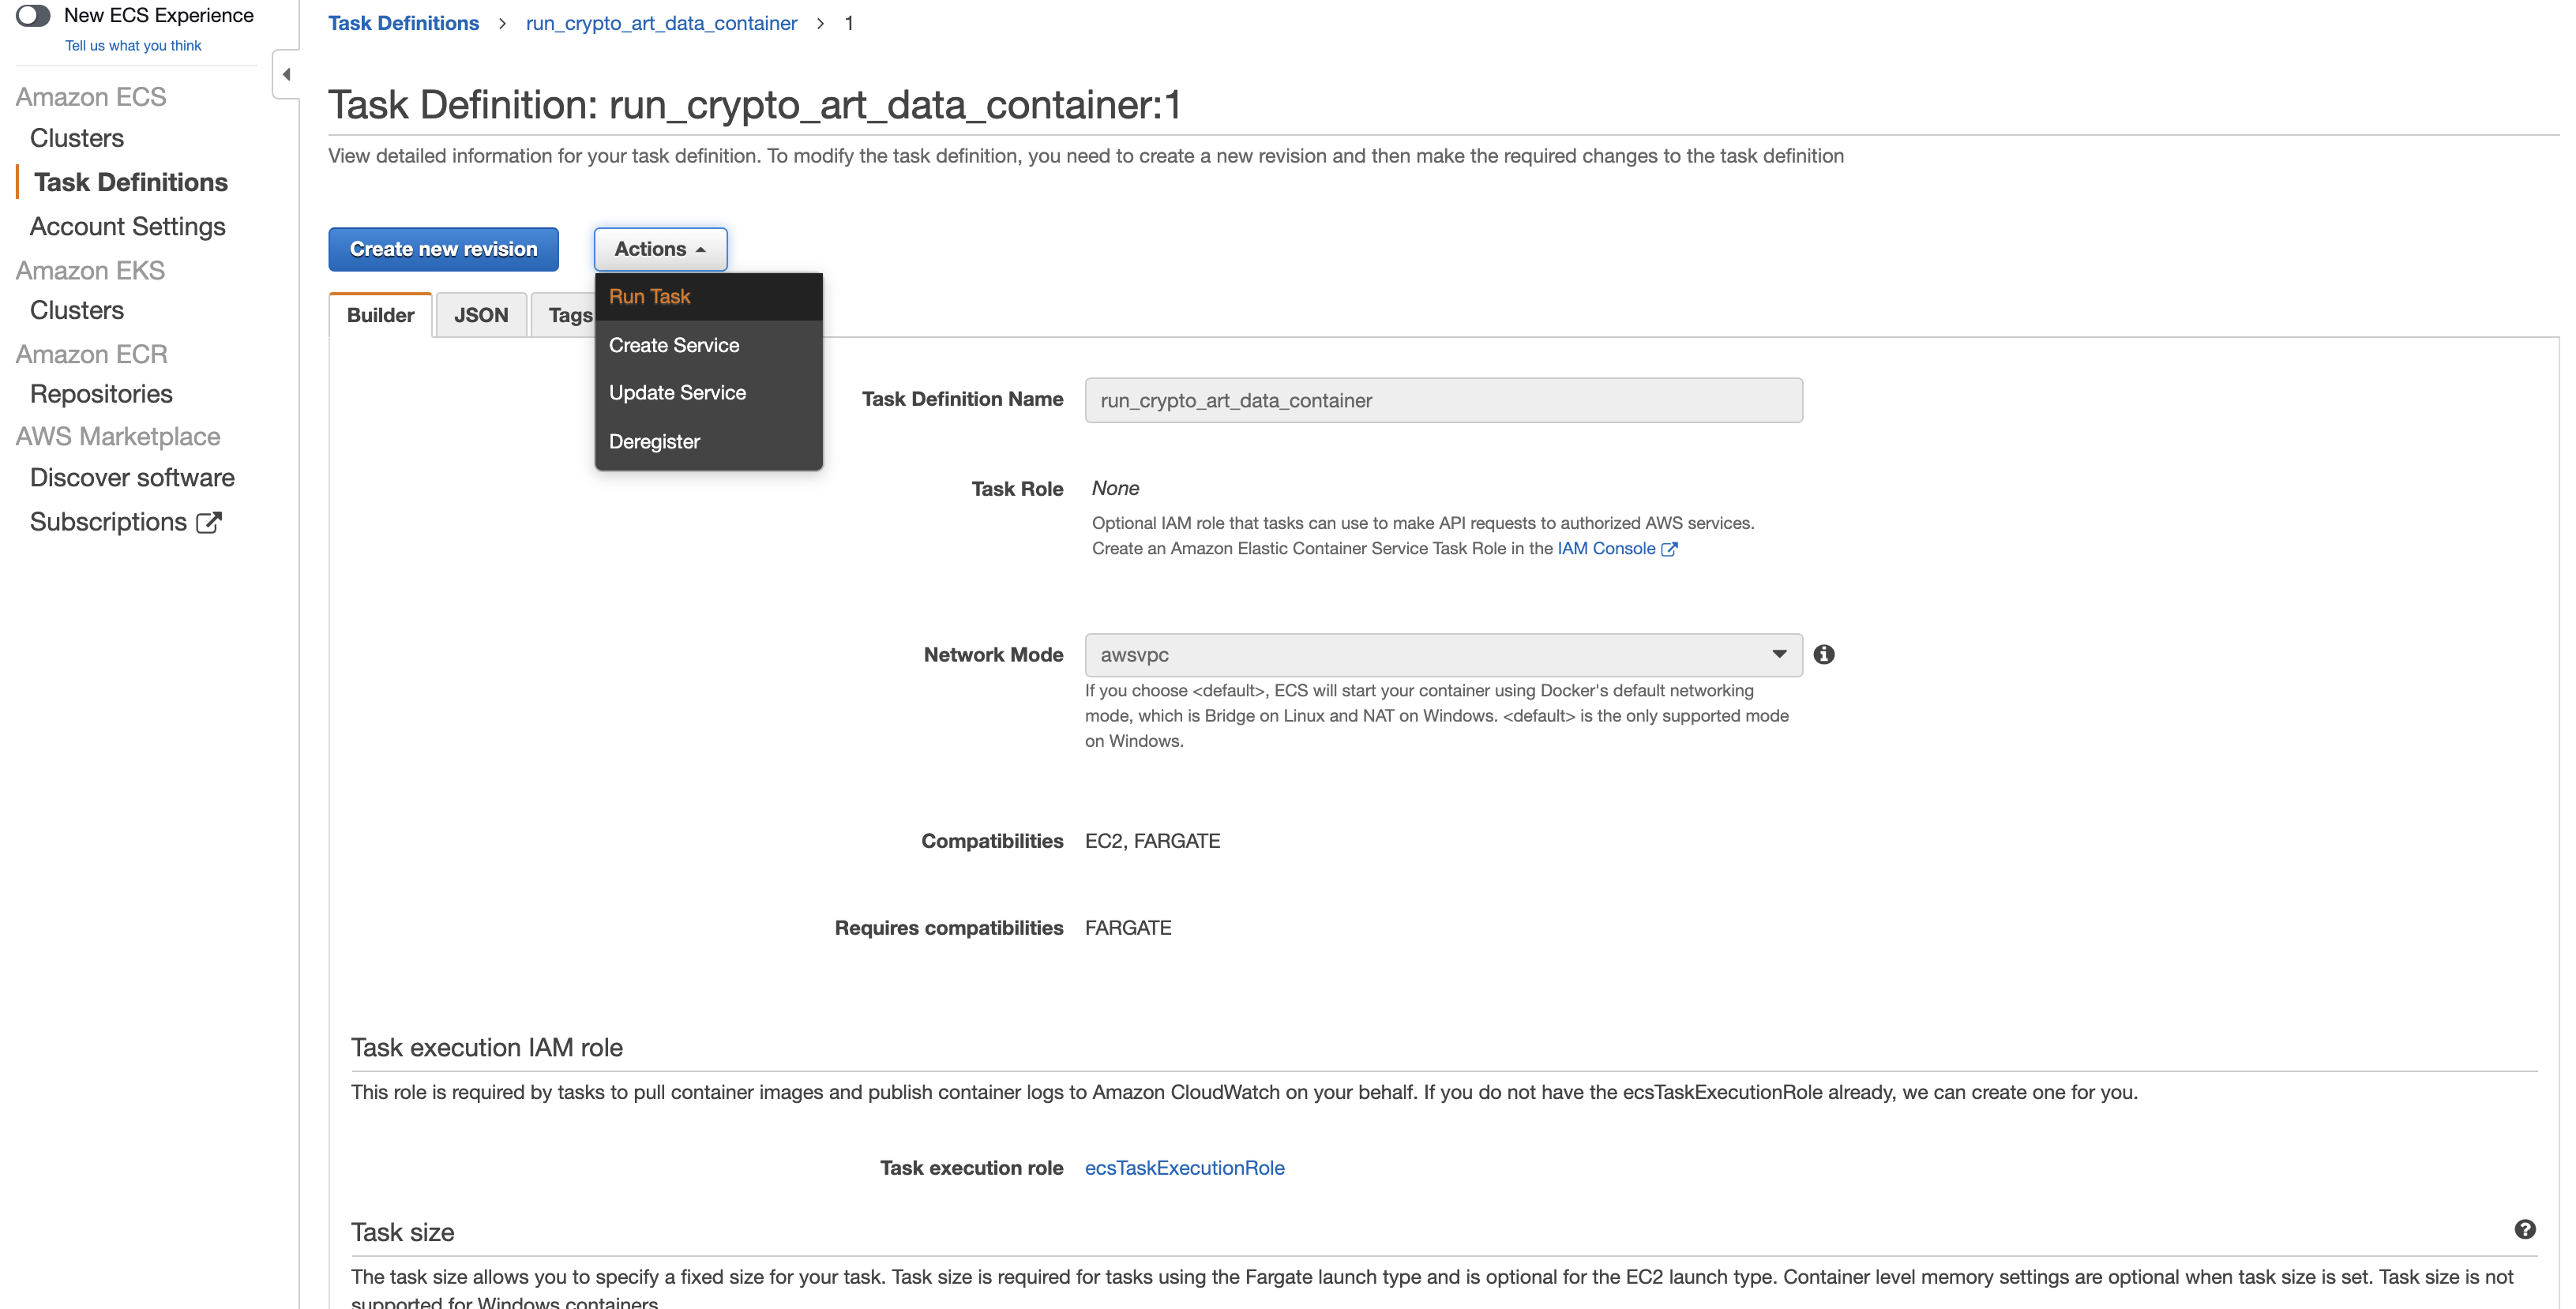 New ECS Experience
Tell us what you think
Amazon ECS
Clusters
Task Definitions
Account Settings
Amazon EKS
Clusters
Amazon ECR
Repositories
AWS Marketplace
Discover software
Subscriptions
Task Definitions > run_crypto_art_data_container > 1
Task Definition: run_crypto_art_data_container:1
View detailed information for your task definition. To modify the task definition, you need to create a new revision and then make the required changes to the task definition
Create new revision Actions
Run Task
Create Service
Update Service
Deregister
Builder JSON Tags
Task Definition Name run_crypto_art_data_container
Task Role None
Optional IAM role that tasks can use to make API requests to authorized AWS services.
Create an Amazon Elastic Container Service Task Role in the IAM Console
Network Mode awsvpc
If you choose <default>, ECS will start your container using Docker's default networking
mode, which is Bridge on Linux and NAT on Windows. <default> is the only supported mode
on Windows.
Compatibilities EC2, FARGATE
Requires compatibilities FARGATE
Task execution IAM role
This role is required by tasks to pull container images and publish container logs to Amazon CloudWatch on your behalf. If you do not have the ecsTaskExecutionRole already, we can create one for you.
Task execution role ecsTaskExecutionRole
Task size
The task size allows you to specify a fixed size for your task. Task size is required for tasks using the Fargate launch type and is optional for the EC2 launch type. Container level memory settings are optional when task size is set. Task size is not
supported for Windows containers.